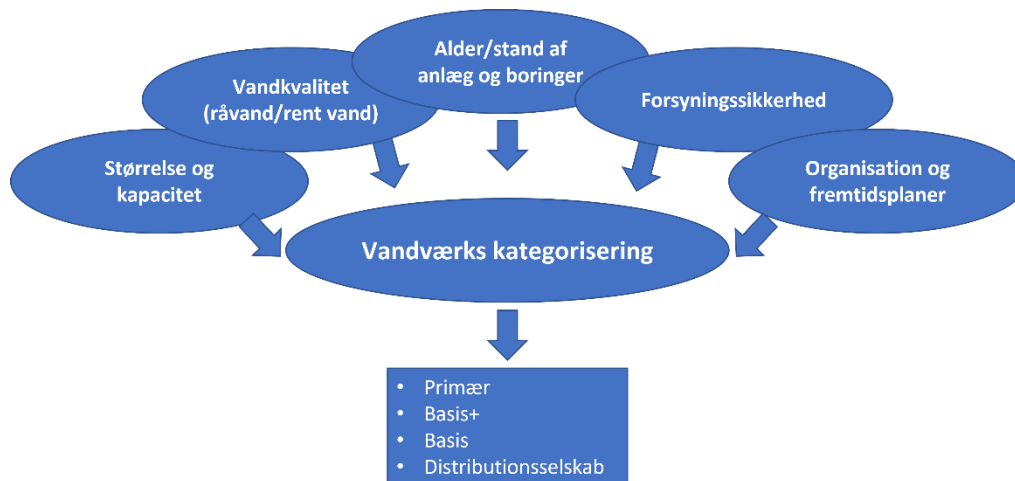 Størrelse og
kapacitet
Vandkvalitet
(råvand/rent vand)
Alder/stand af
anlæg og boringer
Forsyningssikkerhed
Organisation og
fremtidsplaner
Vandværks kategorisering
• Primær
• Basis+
• Basis
• Distributionsselskab